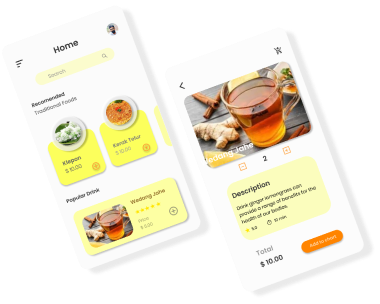 Home
Search
Recomended
Traditional Foods
Klepon
$ 10.00
Kerak Telur
$ 10.00
Popular Drink
Wedang Jahe
Price
$ 5.00
Wedang Jahe
2
Description
Drink ginger lemongrass can
provide a range of benefits for the
health of our bodies.
5.0
10 min
Total
$ 10.00
Add to chart